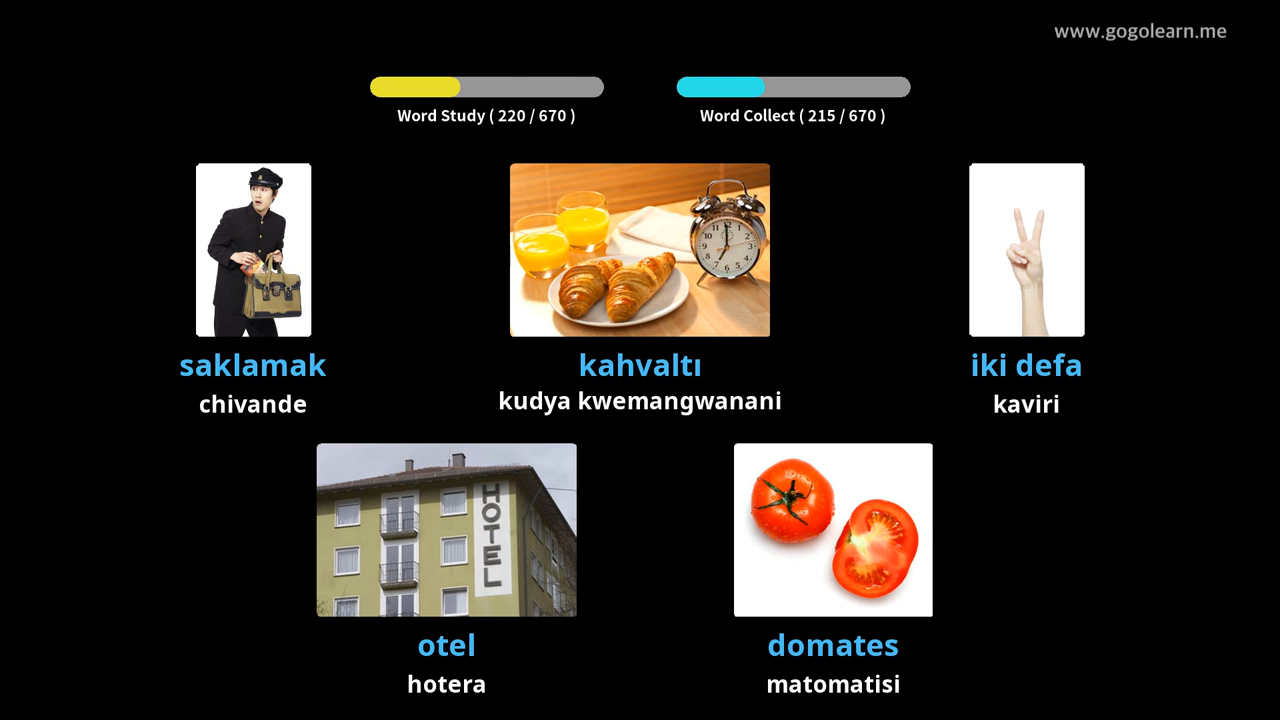 www.gogolearn.me
Word Study ( 220 / 670 )
Word Collect ( 215 / 670 )
saklamak
chivande
kahvaltı
kudya kwemangwanani
iki defa
kaviri
HOTEL
otel
hotera
domates
matomatisi